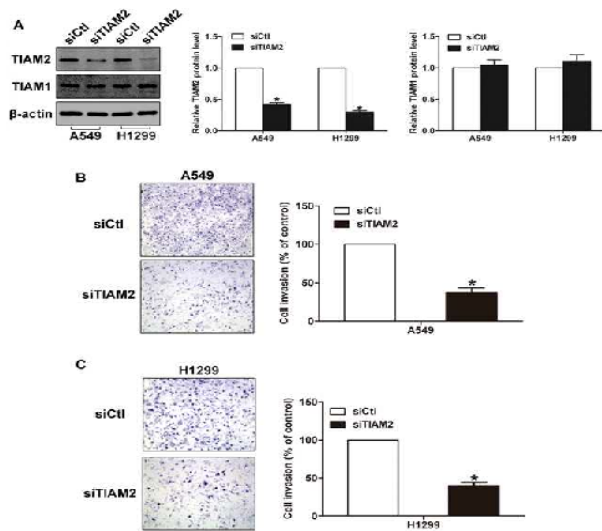 A
siCtl siTIAM2 siCtl siTIAM2
TIAM2
TIAM1
β-actin
A549 H1299
Relative TIAM2 protein level
1.5
1.0
0.5
0.0
siCtl
siTIAM2
*
*
A549 H1299
Relative TIAM1 protein level
1.5
1.0
0.5
0.0
siCtl
siTIAM2
A549 H1299
B
A549
siCtl
siTIAM2
Cell invasion (% of control)
150
100
50
0
siCtl
siTIAM2
*
A549
C
H1299
siCtl
siTIAM2
Cell invasion (% of control)
150
100
50
0
siCtl
siTIAM2
*
H1299